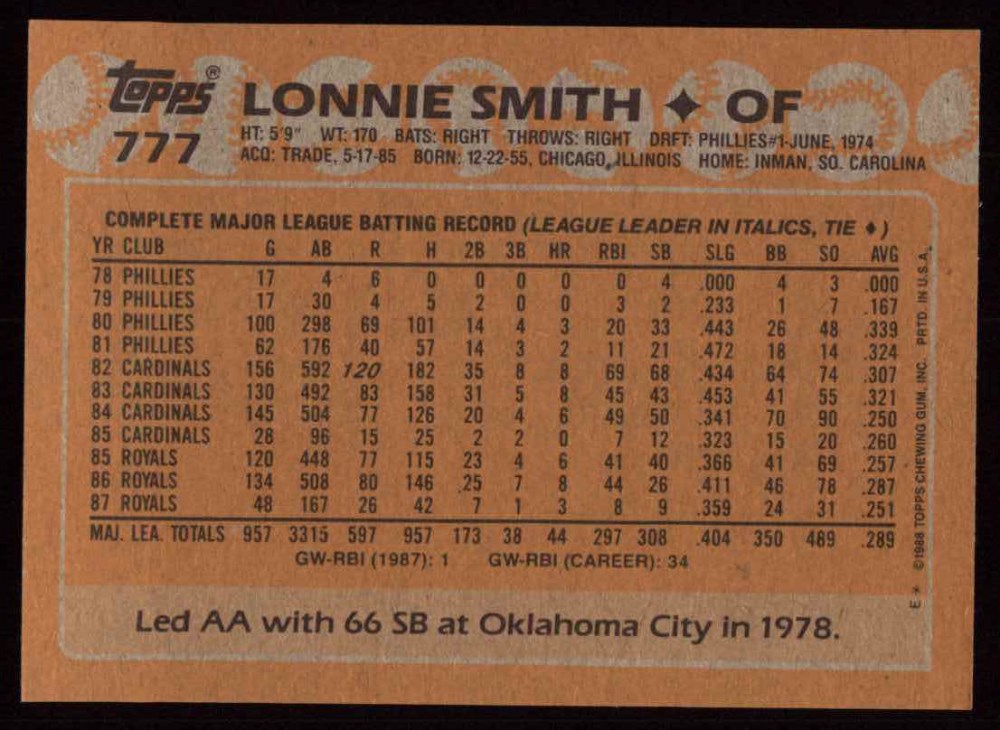 topps®
777
LONNIE SMITH ✦ OF
HT: 5'9" WT: 170 BATS: RIGHT THROWS: RIGHT DRFT: PHILLIES#1-JUNE, 1974
ACQ: TRADE, 5-17-85 BORN: 12-22-55, CHICAGO, ILLINOIS HOME: INMAN, SO. CAROLINA
COMPLETE MAJOR LEAGUE BATTING RECORD (LEAGUE LEADER IN ITALICS, TIE ♦)
YR CLUB G AB R H 2B 3B HR RBI SB SLG BB SO AVG
78 PHILLIES 17 4 6 0 0 0 0 0 4 .000 4 3 .000
79 PHILLIES 17 30 4 5 2 0 0 3 2 .233 1 7 .167
80 PHILLIES 100 298 69 101 14 4 3 20 33 .443 26 48 .339
81 PHILLIES 62 176 40 57 14 3 2 11 21 .472 18 14 .324
82 CARDINALS 156 592 120 182 35 8 8 69 68 .434 64 74 .307
83 CARDINALS 130 492 83 158 31 5 8 45 43 .453 41 55 .321
84 CARDINALS 145 504 77 126 20 4 6 49 50 .341 70 90 .250
85 CARDINALS 28 96 15 25 2 2 0 7 12 .323 15 20 .260
85 ROYALS 120 448 77 115 23 4 6 41 40 .366 41 69 .257
86 ROYALS 134 508 80 146 25 7 8 44 26 .411 46 78 .287
87 ROYALS 48 167 26 42 7 1 3 8 9 .359 24 31 .251
MAJ. LEA. TOTALS 957 3315 597 957 173 38 44 297 308 .404 350 489 .289
GW-RBI (1987): 1 GW-RBI (CAREER): 34
Led AA with 66 SB at Oklahoma City in 1978.
E* ©1988 TOPPS CHEWING GUM, INC. PRTD. IN U.S.A.